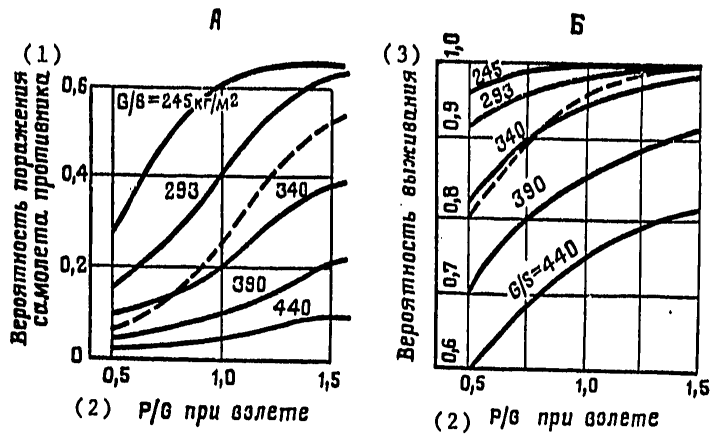 А
Б
(1)
Вероятность поражения
самолета противника
0,6
0,4
0,2
0
G/S=245 кг/м2
293
340
390
440
0,5
1,0
1,5
(2) P/G при взлете
(3)
Вероятность выживания
1,0
0,9
0,8
0,7
0,6
245
293
340
390
G/S=440
0,5
1,0
1,5
(2) P/G при взлете